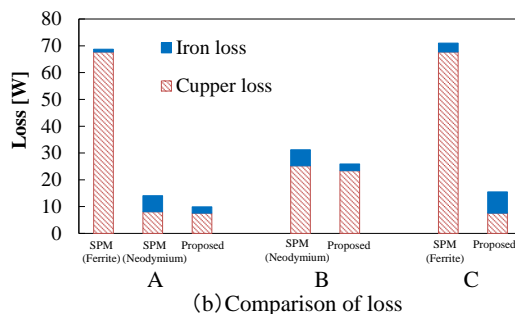 80
70
60
50
40
30
20
10
0
Loss [W]
Iron loss
Cupper loss
SPM SPM Proposed SPM Proposed SPM Proposed
(Ferrite) (Neodymium) (Neodymium) (Ferrite)
A B C
(b) Comparison of loss